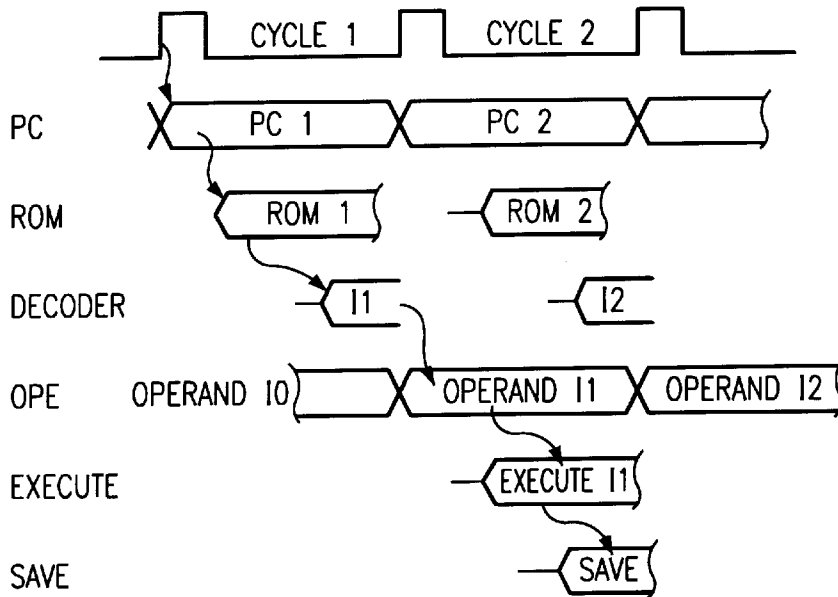 CYCLE 1 CYCLE 2
PC PC 1 PC 2
ROM ROM 1 ROM 2
DECODER I1 I2
OPE OPERAND I0 OPERAND I1 OPERAND I2
EXECUTE EXECUTE I1
SAVE SAVE